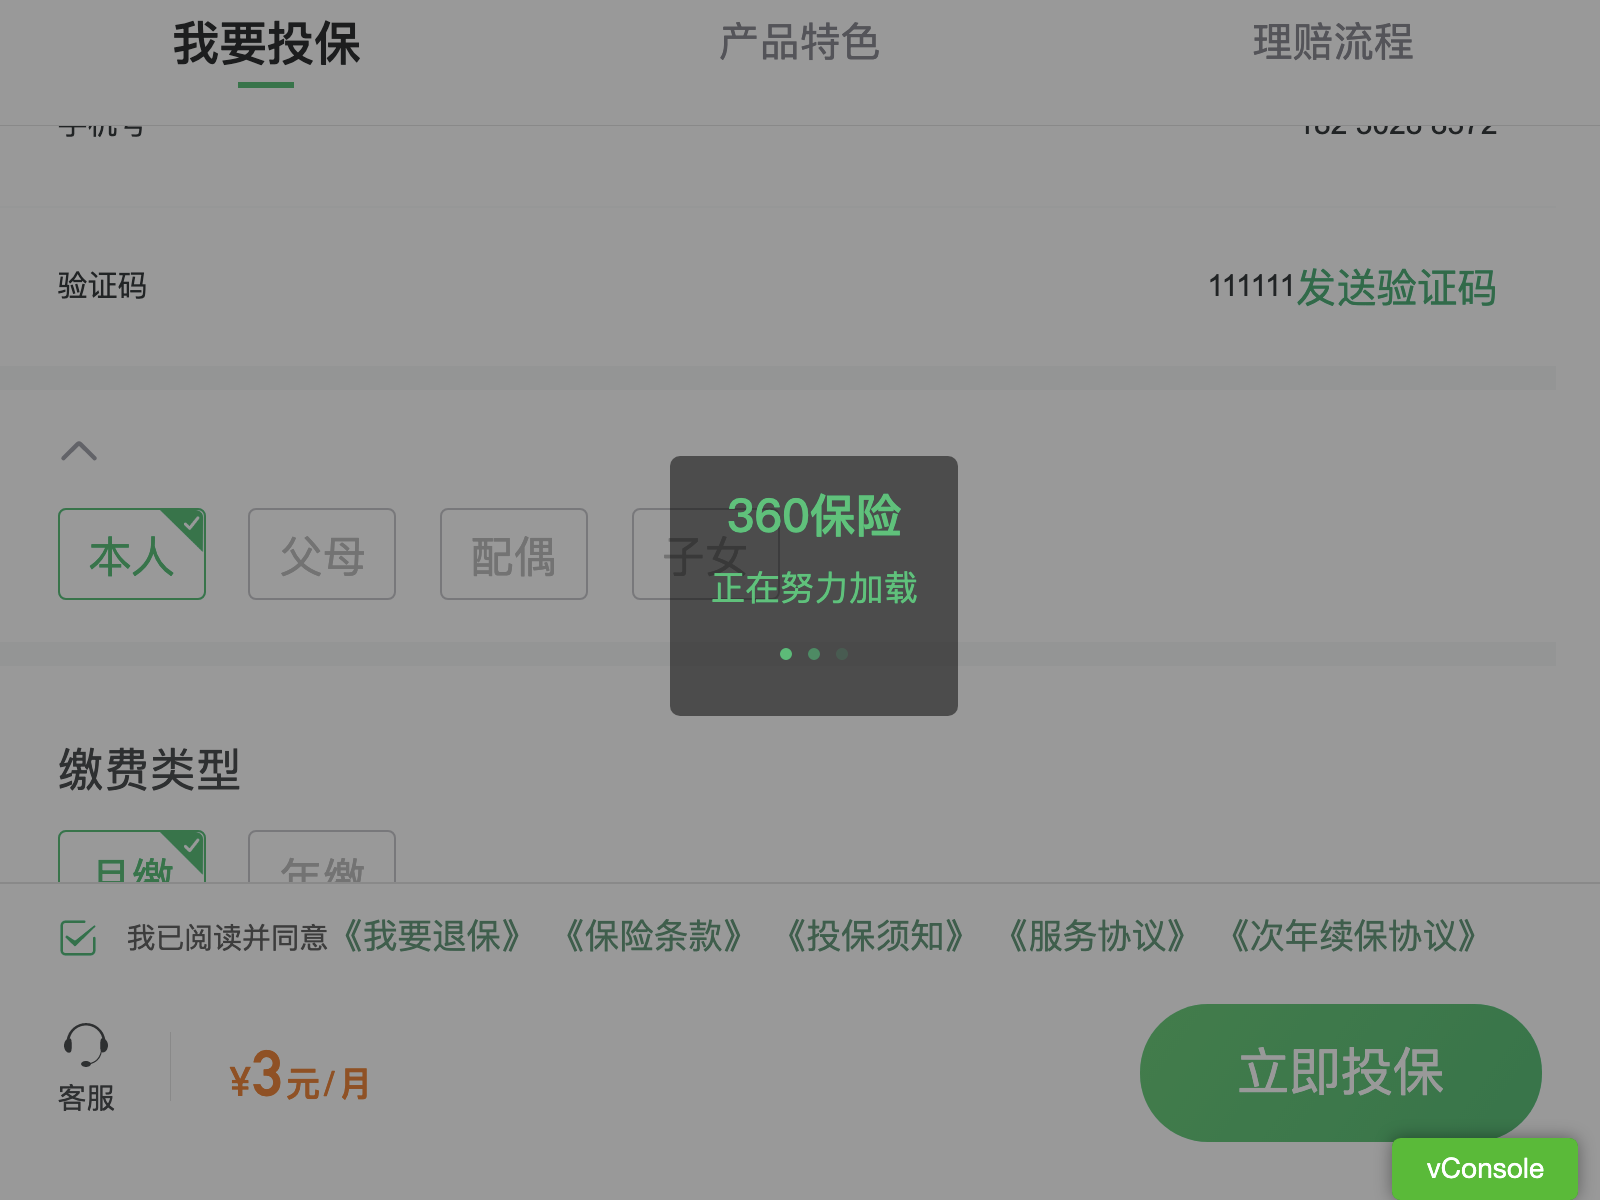 我要投保
产品特色
理赔流程
验证码
111111发送验证码
本人
父母
配偶
子女
360保险
正在努力加载
缴费类型
年缴
我已阅读并同意《我要退保》 《保险条款》 《投保须知》 《服务协议》 《次年续保协议》
客服
¥3元/月
立即投保
vConsole